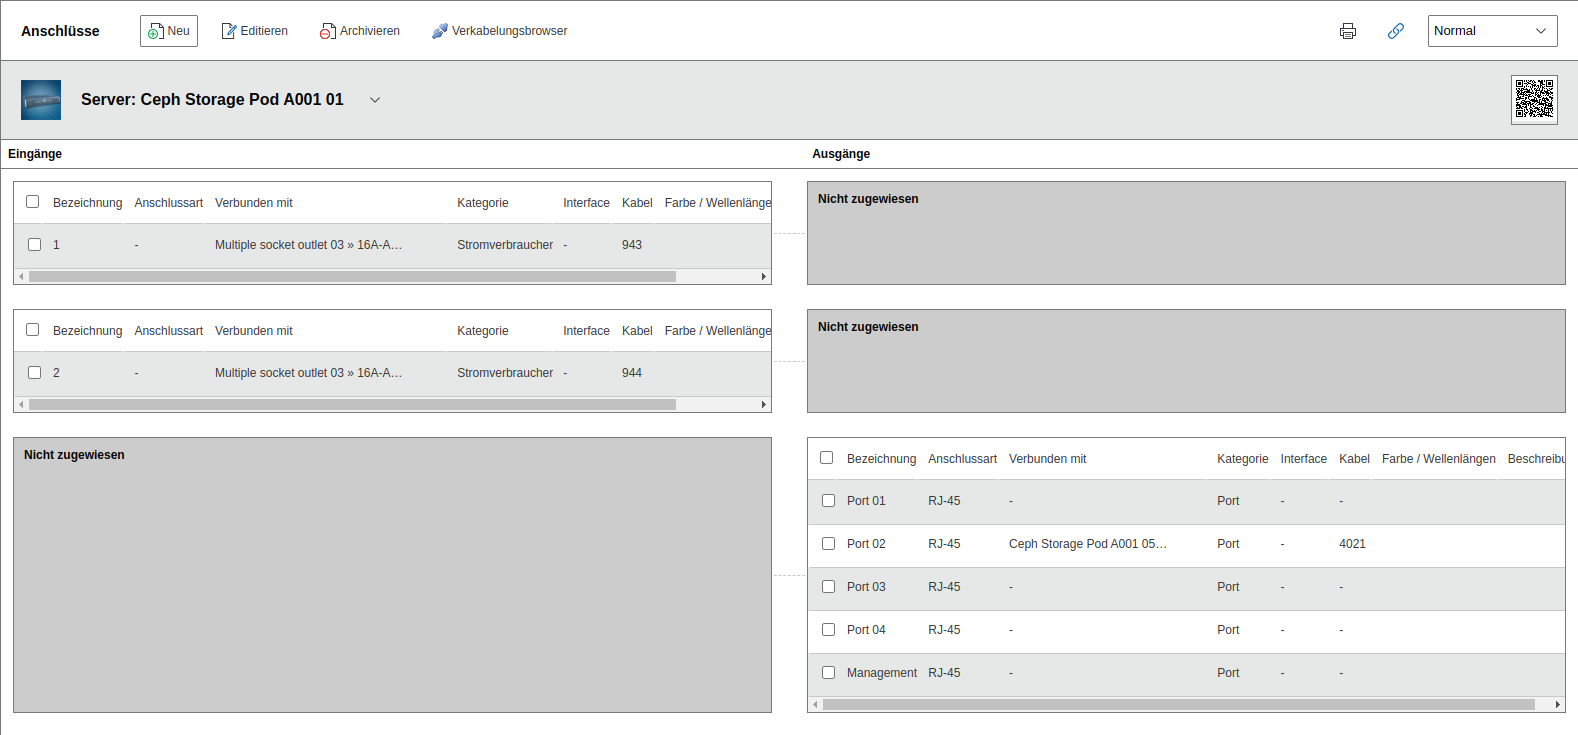 Anschlüsse Neu Editieren Archivieren Verkabelungsbrowser Normal
Server: Ceph Storage Pod A001 01
Eingänge Ausgänge
Bezeichnung Anschlussart Verbunden mit Kategorie Interface Kabel Farbe / Wellenlänge
1 - Multiple socket outlet 03 » 16A-A… Stromverbraucher - 943
Nicht zugewiesen
Bezeichnung Anschlussart Verbunden mit Kategorie Interface Kabel Farbe / Wellenlänge
2 - Multiple socket outlet 03 » 16A-A… Stromverbraucher - 944
Nicht zugewiesen
Nicht zugewiesen
Bezeichnung Anschlussart Verbunden mit Kategorie Interface Kabel Farbe / Wellenlängen Beschreibu
Port 01 RJ-45 - Port - -
Port 02 RJ-45 Ceph Storage Pod A001 05… Port - 4021
Port 03 RJ-45 - Port - -
Port 04 RJ-45 - Port - -
Management RJ-45 - Port - -